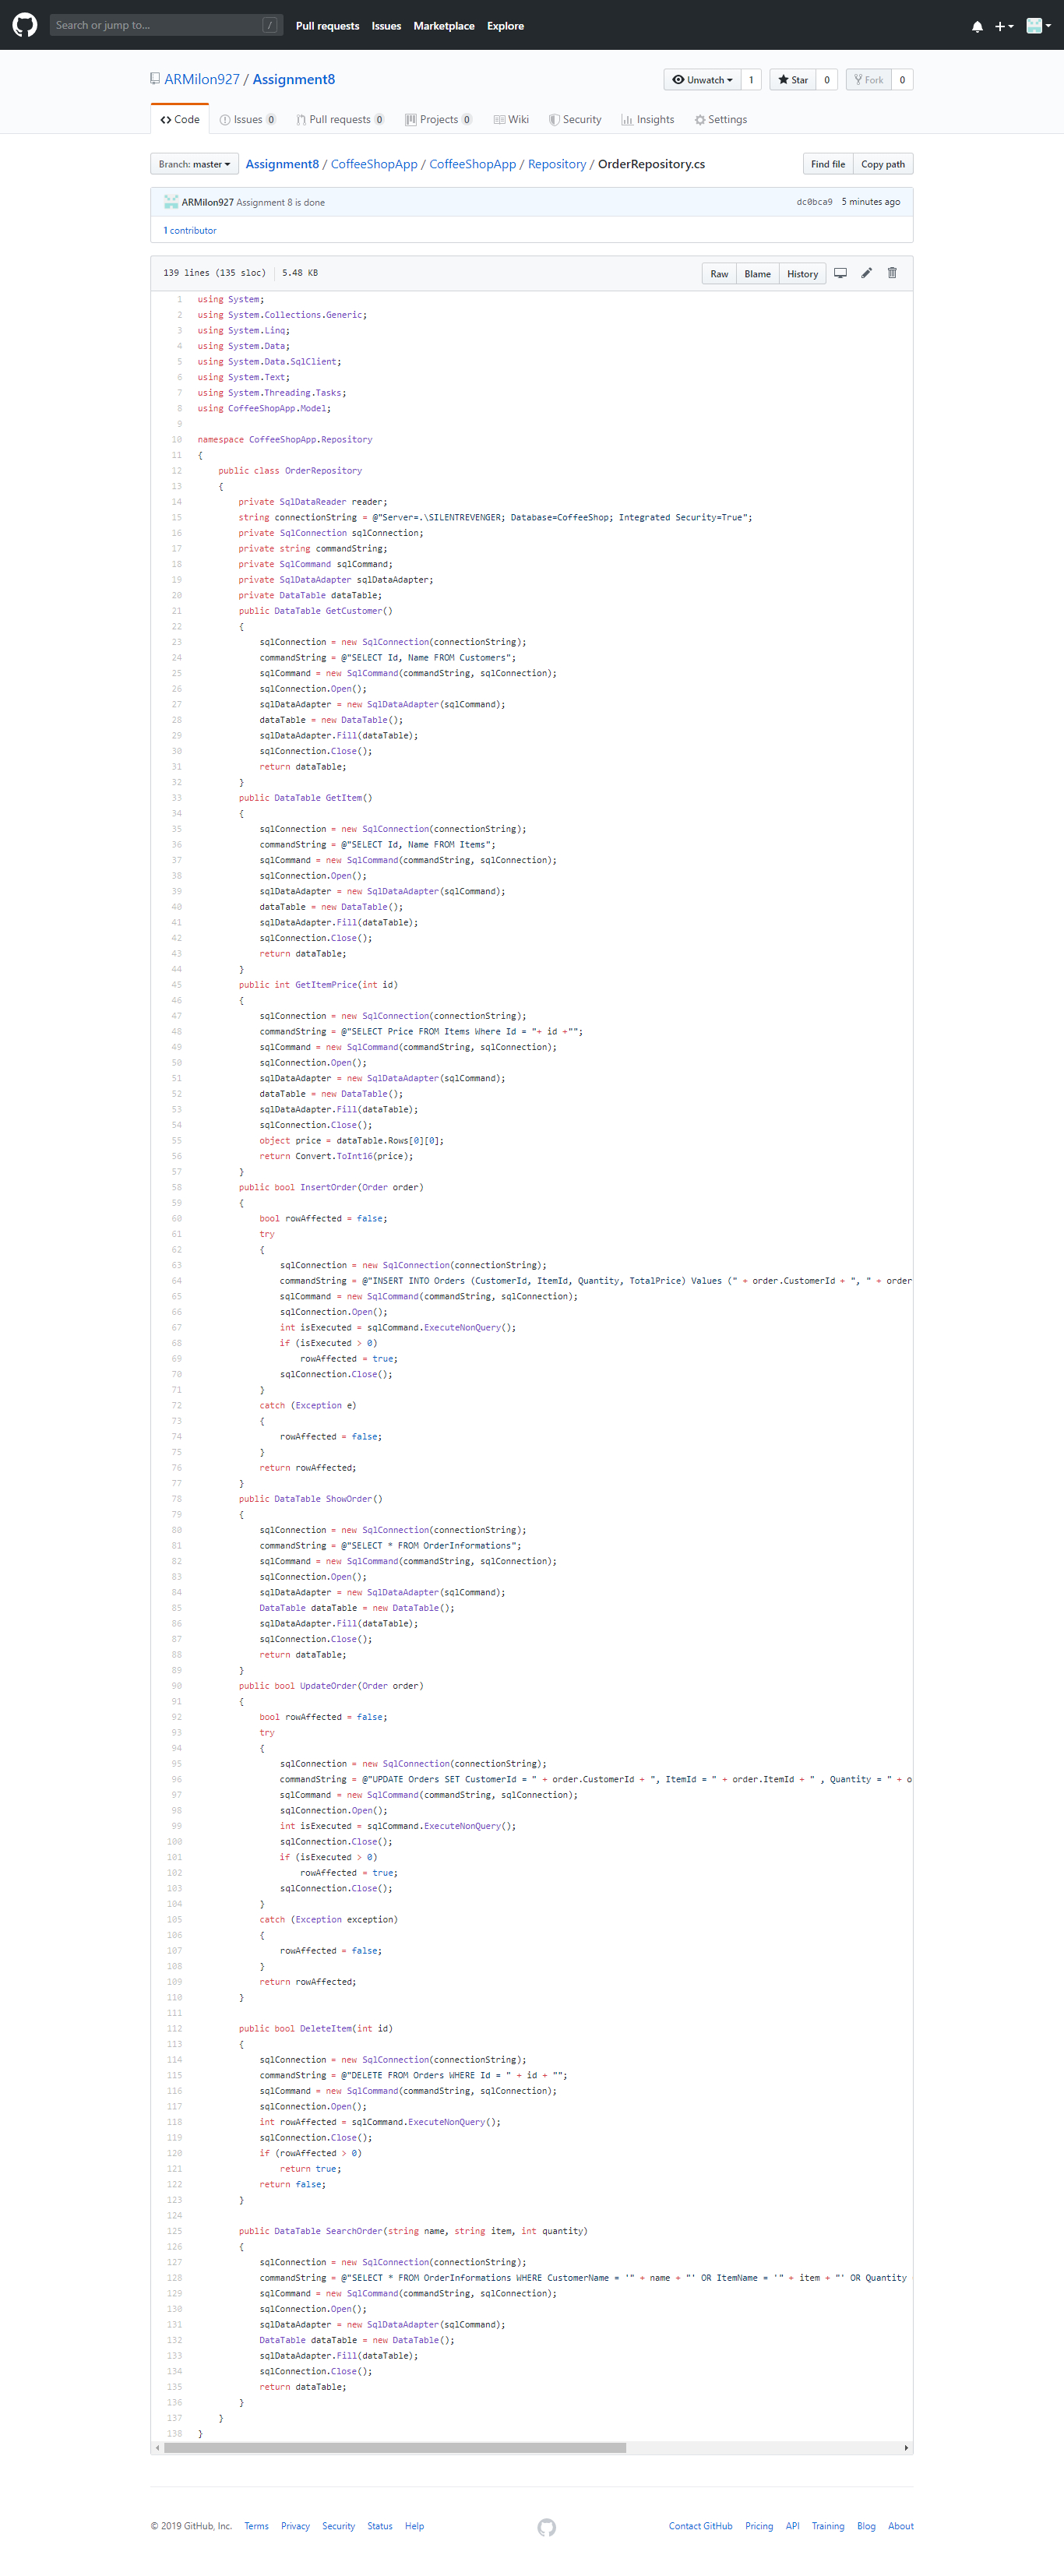 Search or jump to... / Pull requests Issues Marketplace Explore
ARMilon927 / Assignment8 Unwatch 1 Star 0 Fork 0
Code Issues 0 Pull requests 0 Projects 0 Wiki Security Insights Settings
Branch: master Assignment8 / CoffeeShopApp / CoffeeShopApp / Repository / OrderRepository.cs Find file Copy path
ARMilon927 Assignment 8 is done dc0bca9 5 minutes ago
1 contributor
139 lines (135 sloc) 5.48 KB Raw Blame History
1 using System;
2 using System.Collections.Generic;
3 using System.Linq;
4 using System.Data;
5 using System.Data.SqlClient;
6 using System.Text;
7 using System.Threading.Tasks;
8 using CoffeeShopApp.Model;
9
10 namespace CoffeeShopApp.Repository
11 {
12 public class OrderRepository
13 {
14 private SqlDataReader reader;
15 string connectionString = @"Server=.\SILENTREVENGER; Database=CoffeeShop; Integrated Security=True";
16 private SqlConnection sqlConnection;
17 private string commandString;
18 private SqlCommand sqlCommand;
19 private SqlDataAdapter sqlDataAdapter;
20 private DataTable dataTable;
21 public DataTable GetCustomer()
22 {
23 sqlConnection = new SqlConnection(connectionString);
24 commandString = @"SELECT Id, Name FROM Customers";
25 sqlCommand = new SqlCommand(commandString, sqlConnection);
26 sqlConnection.Open();
27 sqlDataAdapter = new SqlDataAdapter(sqlCommand);
28 dataTable = new DataTable();
29 sqlDataAdapter.Fill(dataTable);
30 sqlConnection.Close();
31 return dataTable;
32 }
33 public DataTable GetItem()
34 {
35 sqlConnection = new SqlConnection(connectionString);
36 commandString = @"SELECT Id, Name FROM Items";
37 sqlCommand = new SqlCommand(commandString, sqlConnection);
38 sqlConnection.Open();
39 sqlDataAdapter = new SqlDataAdapter(sqlCommand);
40 dataTable = new DataTable();
41 sqlDataAdapter.Fill(dataTable);
42 sqlConnection.Close();
43 return dataTable;
44 }
45 public int GetItemPrice(int id)
46 {
47 sqlConnection = new SqlConnection(connectionString);
48 commandString = @"SELECT Price FROM Items Where Id = "+ id +"";
49 sqlCommand = new SqlCommand(commandString, sqlConnection);
50 sqlConnection.Open();
51 sqlDataAdapter = new SqlDataAdapter(sqlCommand);
52 dataTable = new DataTable();
53 sqlDataAdapter.Fill(dataTable);
54 sqlConnection.Close();
55 object price = dataTable.Rows[0][0];
56 return Convert.ToInt16(price);
57 }
58 public bool InsertOrder(Order order)
59 {
60 bool rowAffected = false;
61 try
62 {
63 sqlConnection = new SqlConnection(connectionString);
64 commandString = @"INSERT INTO Orders (CustomerId, ItemId, Quantity, TotalPrice) Values (" + order.CustomerId + ", " + order
65 sqlCommand = new SqlCommand(commandString, sqlConnection);
66 sqlConnection.Open();
67 int isExecuted = sqlCommand.ExecuteNonQuery();
68 if (isExecuted > 0)
69 rowAffected = true;
70 sqlConnection.Close();
71 }
72 catch (Exception e)
73 {
74 rowAffected = false;
75 }
76 return rowAffected;
77 }
78 public DataTable ShowOrder()
79 {
80 sqlConnection = new SqlConnection(connectionString);
81 commandString = @"SELECT * FROM OrderInformations";
82 sqlCommand = new SqlCommand(commandString, sqlConnection);
83 sqlConnection.Open();
84 sqlDataAdapter = new SqlDataAdapter(sqlCommand);
85 DataTable dataTable = new DataTable();
86 sqlDataAdapter.Fill(dataTable);
87 sqlConnection.Close();
88 return dataTable;
89 }
90 public bool UpdateOrder(Order order)
91 {
92 bool rowAffected = false;
93 try
94 {
95 sqlConnection = new SqlConnection(connectionString);
96 commandString = @"UPDATE Orders SET CustomerId = " + order.CustomerId + ", ItemId = " + order.ItemId + " , Quantity = " + o
97 sqlCommand = new SqlCommand(commandString, sqlConnection);
98 sqlConnection.Open();
99 int isExecuted = sqlCommand.ExecuteNonQuery();
100 sqlConnection.Close();
101 if (isExecuted > 0)
102 rowAffected = true;
103 sqlConnection.Close();
104 }
105 catch (Exception exception)
106 {
107 rowAffected = false;
108 }
109 return rowAffected;
110 }
111
112 public bool DeleteItem(int id)
113 {
114 sqlConnection = new SqlConnection(connectionString);
115 commandString = @"DELETE FROM Orders WHERE Id = " + id + "";
116 sqlCommand = new SqlCommand(commandString, sqlConnection);
117 sqlConnection.Open();
118 int rowAffected = sqlCommand.ExecuteNonQuery();
119 sqlConnection.Close();
120 if (rowAffected > 0)
121 return true;
122 return false;
123 }
124
125 public DataTable SearchOrder(string name, string item, int quantity)
126 {
127 sqlConnection = new SqlConnection(connectionString);
128 commandString = @"SELECT * FROM OrderInformations WHERE CustomerName = '" + name + "' OR ItemName = '" + item + "' OR Quantity
129 sqlCommand = new SqlCommand(commandString, sqlConnection);
130 sqlConnection.Open();
131 sqlDataAdapter = new SqlDataAdapter(sqlCommand);
132 DataTable dataTable = new DataTable();
133 sqlDataAdapter.Fill(dataTable);
134 sqlConnection.Close();
135 return dataTable;
136 }
137 }
138 }
© 2019 GitHub, Inc. Terms Privacy Security Status Help Contact GitHub Pricing API Training Blog About